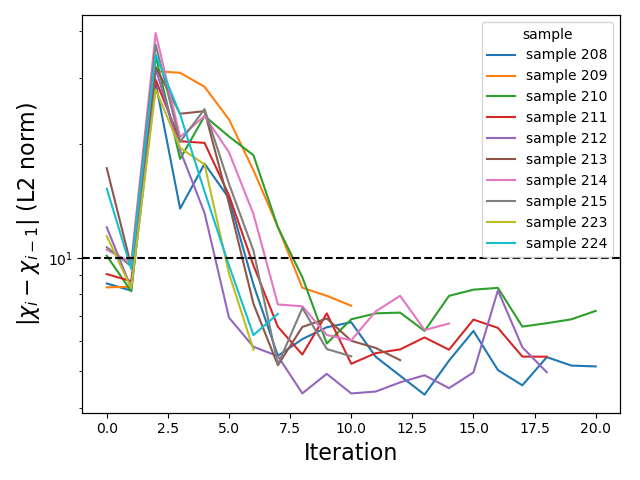 sample
sample 208
sample 209
sample 210
sample 211
sample 212
sample 213
sample 214
sample 215
sample 223
sample 224
|χᵢ − χᵢ₋₁| (L2 norm)
10¹
0.0 2.5 5.0 7.5 10.0 12.5 15.0 17.5 20.0
Iteration